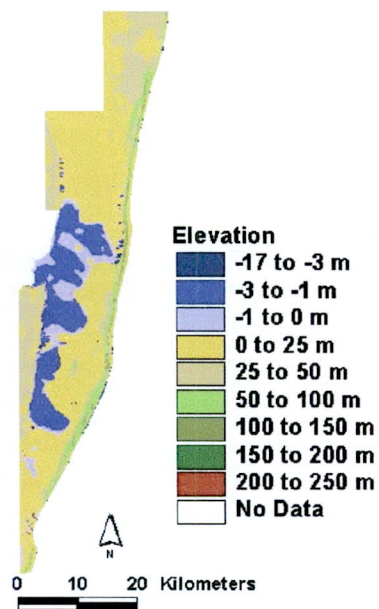 Elevation
-17 to -3 m
-3 to -1 m
-1 to 0 m
0 to 25 m
25 to 50 m
50 to 100 m
100 to 150 m
150 to 200 m
200 to 250 m
No Data
N
0 10 20 Kilometers